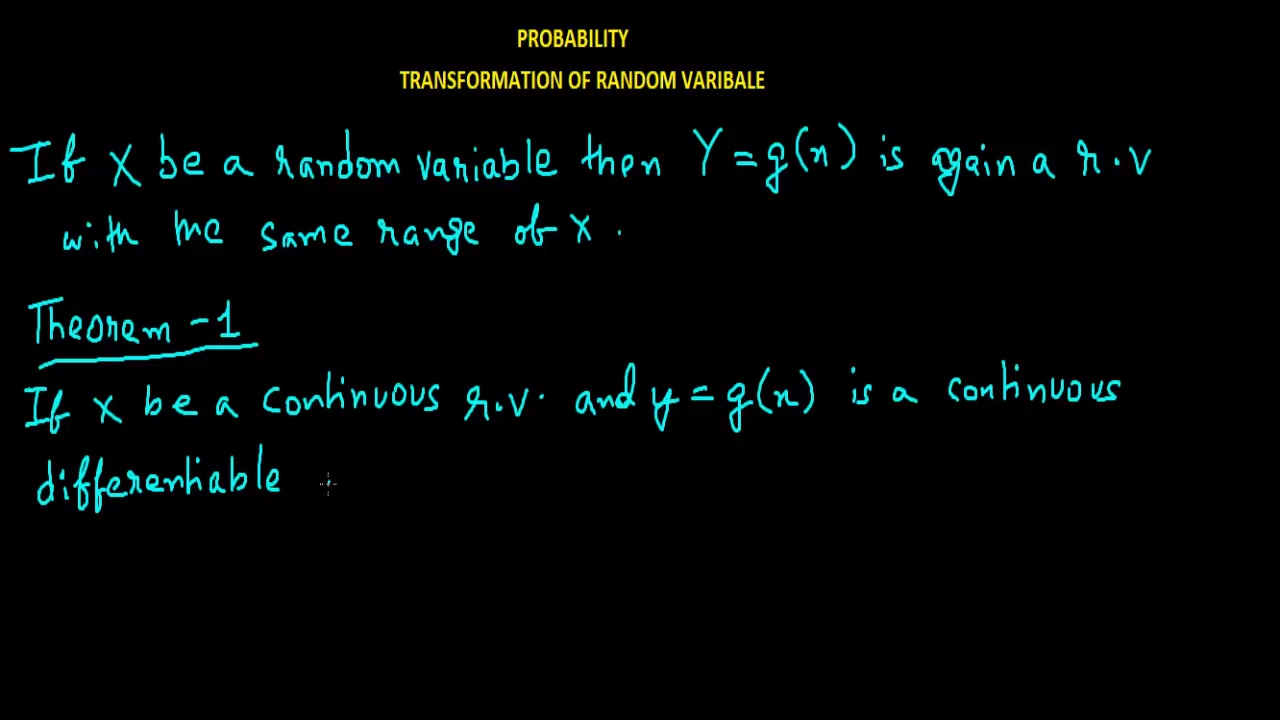 PROBABILITY
TRANSFORMATION OF RANDOM VARIBALE
If X be a random variable then Y = g(x) is again a r.v
with the same range of X.
Theorem -1
If X be a continuous r.v. and y = g(x) is a continuous
differentiable